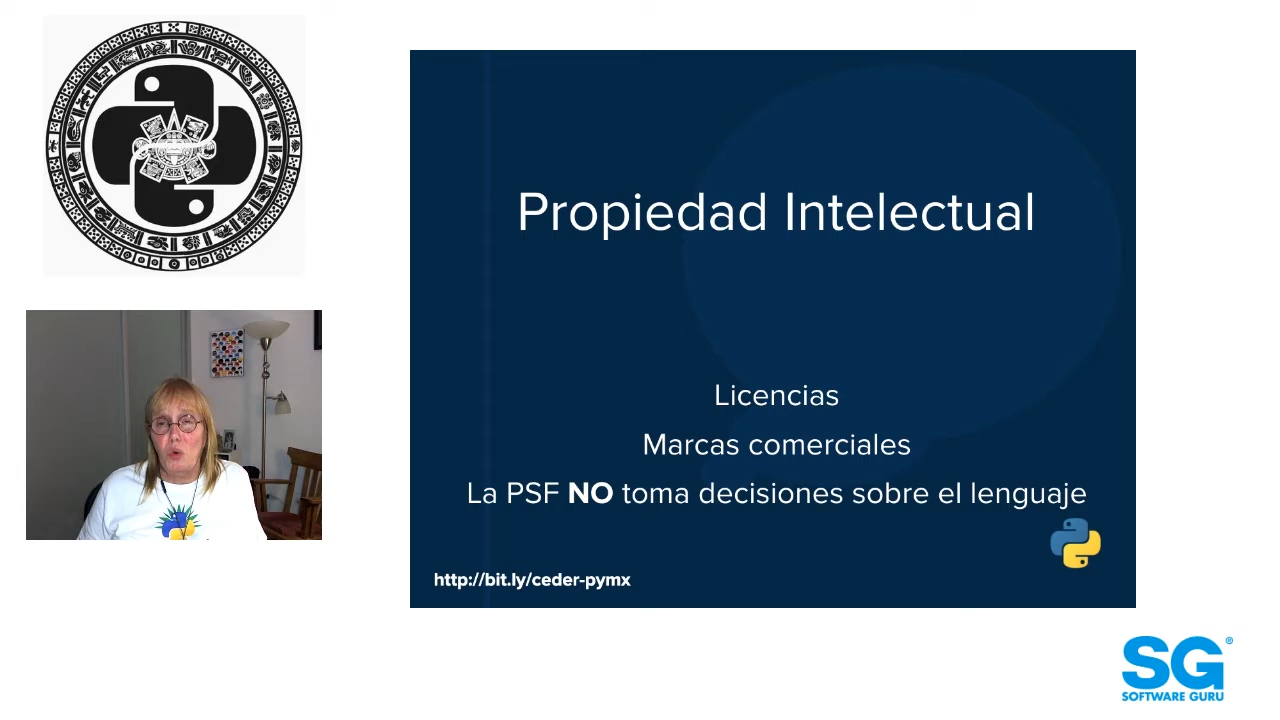 Propiedad Intelectual
Licencias
Marcas comerciales
La PSF NO toma decisiones sobre el lenguaje
http://bit.ly/ceder-pymx
SG®
SOFTWARE GURU